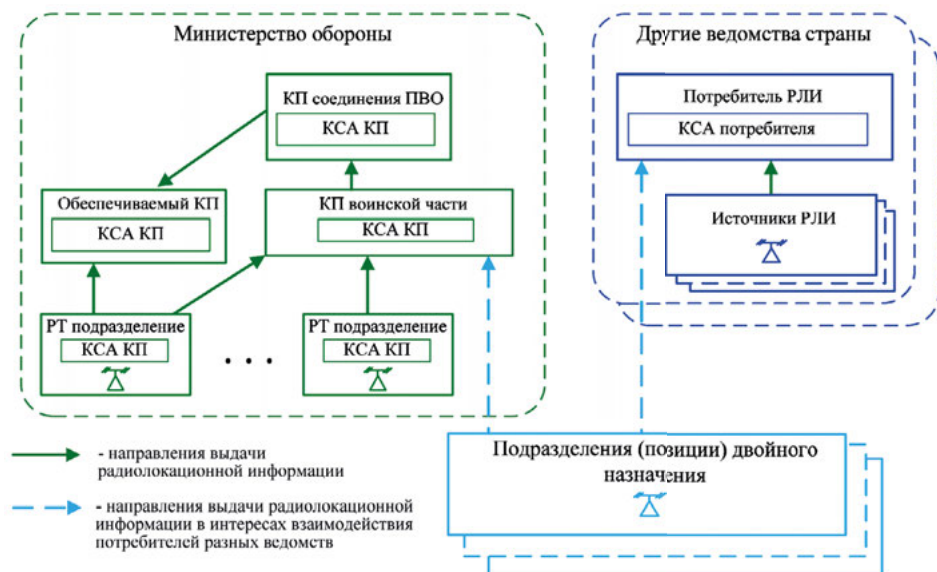 Министерство обороны
КП соединения ПВО
КСА КП
Обеспечиваемый КП
КСА КП
КП воинской части
КСА КП
РТ подразделение
КСА КП
. . .
РТ подразделение
КСА КП
Другие ведомства страны
Потребитель РЛИ
КСА потребителя
Источники РЛИ
Подразделения (позиции) двойного
назначения
- направления выдачи
радиолокационной
информации
- направления выдачи радиолокационной
информации в интересах взаимодействия
потребителей разных ведомств